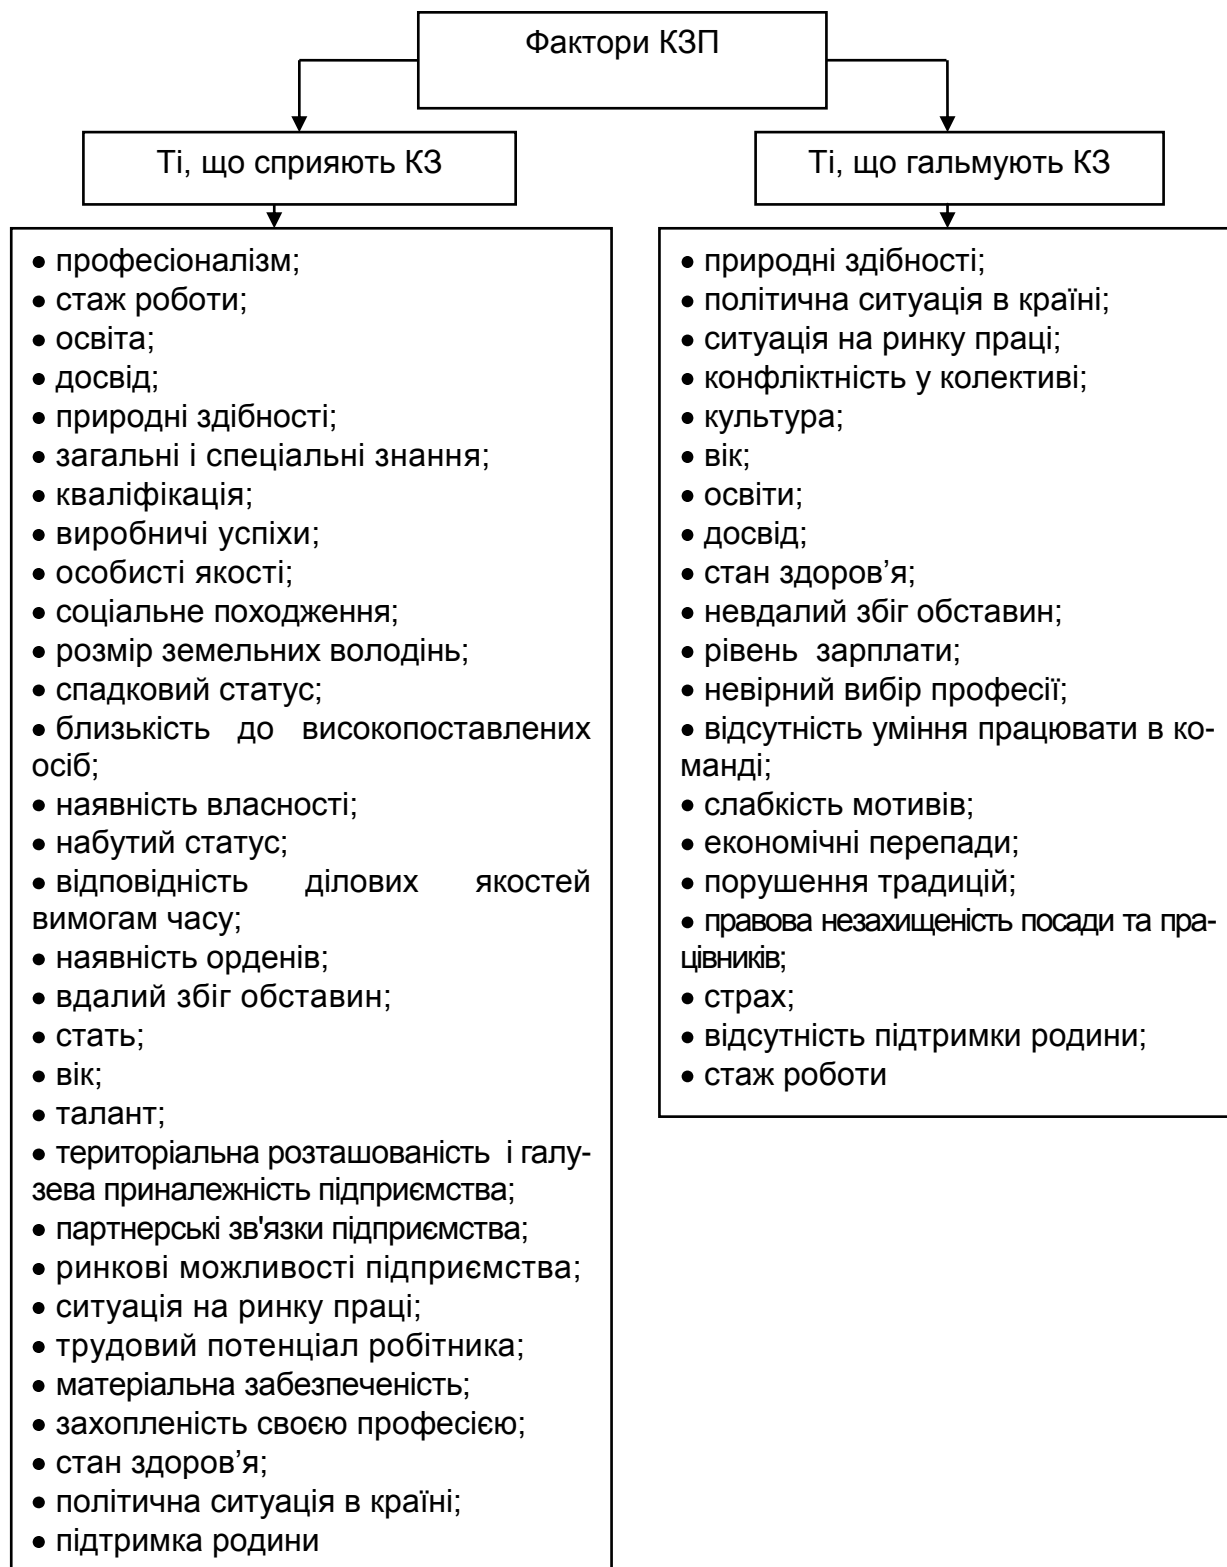 Фактори КЗП
Ті, що сприяють КЗ
• професіоналізм;
• стаж роботи;
• освіта;
• досвід;
• природні здібності;
• загальні і спеціальні знання;
• кваліфікація;
• виробничі успіхи;
• особисті якості;
• соціальне походження;
• розмір земельних володінь;
• спадковий статус;
• близькість до високопоставлених
осіб;
• наявність власності;
• набутий статус;
• відповідність ділових якостей
вимогам часу;
• наявність орденів;
• вдалий збіг обставин;
• стать;
• вік;
• талант;
• територіальна розташованість і галу-
зева приналежність підприємства;
• партнерські зв'язки підприємства;
• ринкові можливості підприємства;
• ситуація на ринку праці;
• трудовий потенціал робітника;
• матеріальна забезпеченість;
• захопленість своєю професією;
• стан здоров’я;
• політична ситуація в країні;
• підтримка родини
Ті, що гальмують КЗ
• природні здібності;
• політична ситуація в країні;
• ситуація на ринку праці;
• конфліктність у колективі;
• культура;
• вік;
• освіти;
• досвід;
• стан здоров’я;
• невдалий збіг обставин;
• рівень зарплати;
• невірний вибір професії;
• відсутність уміння працювати в ко-
манді;
• слабкість мотивів;
• економічні перепади;
• порушення традицій;
• правова незахищеність посади та пра-
цівників;
• страх;
• відсутність підтримки родини;
• стаж роботи